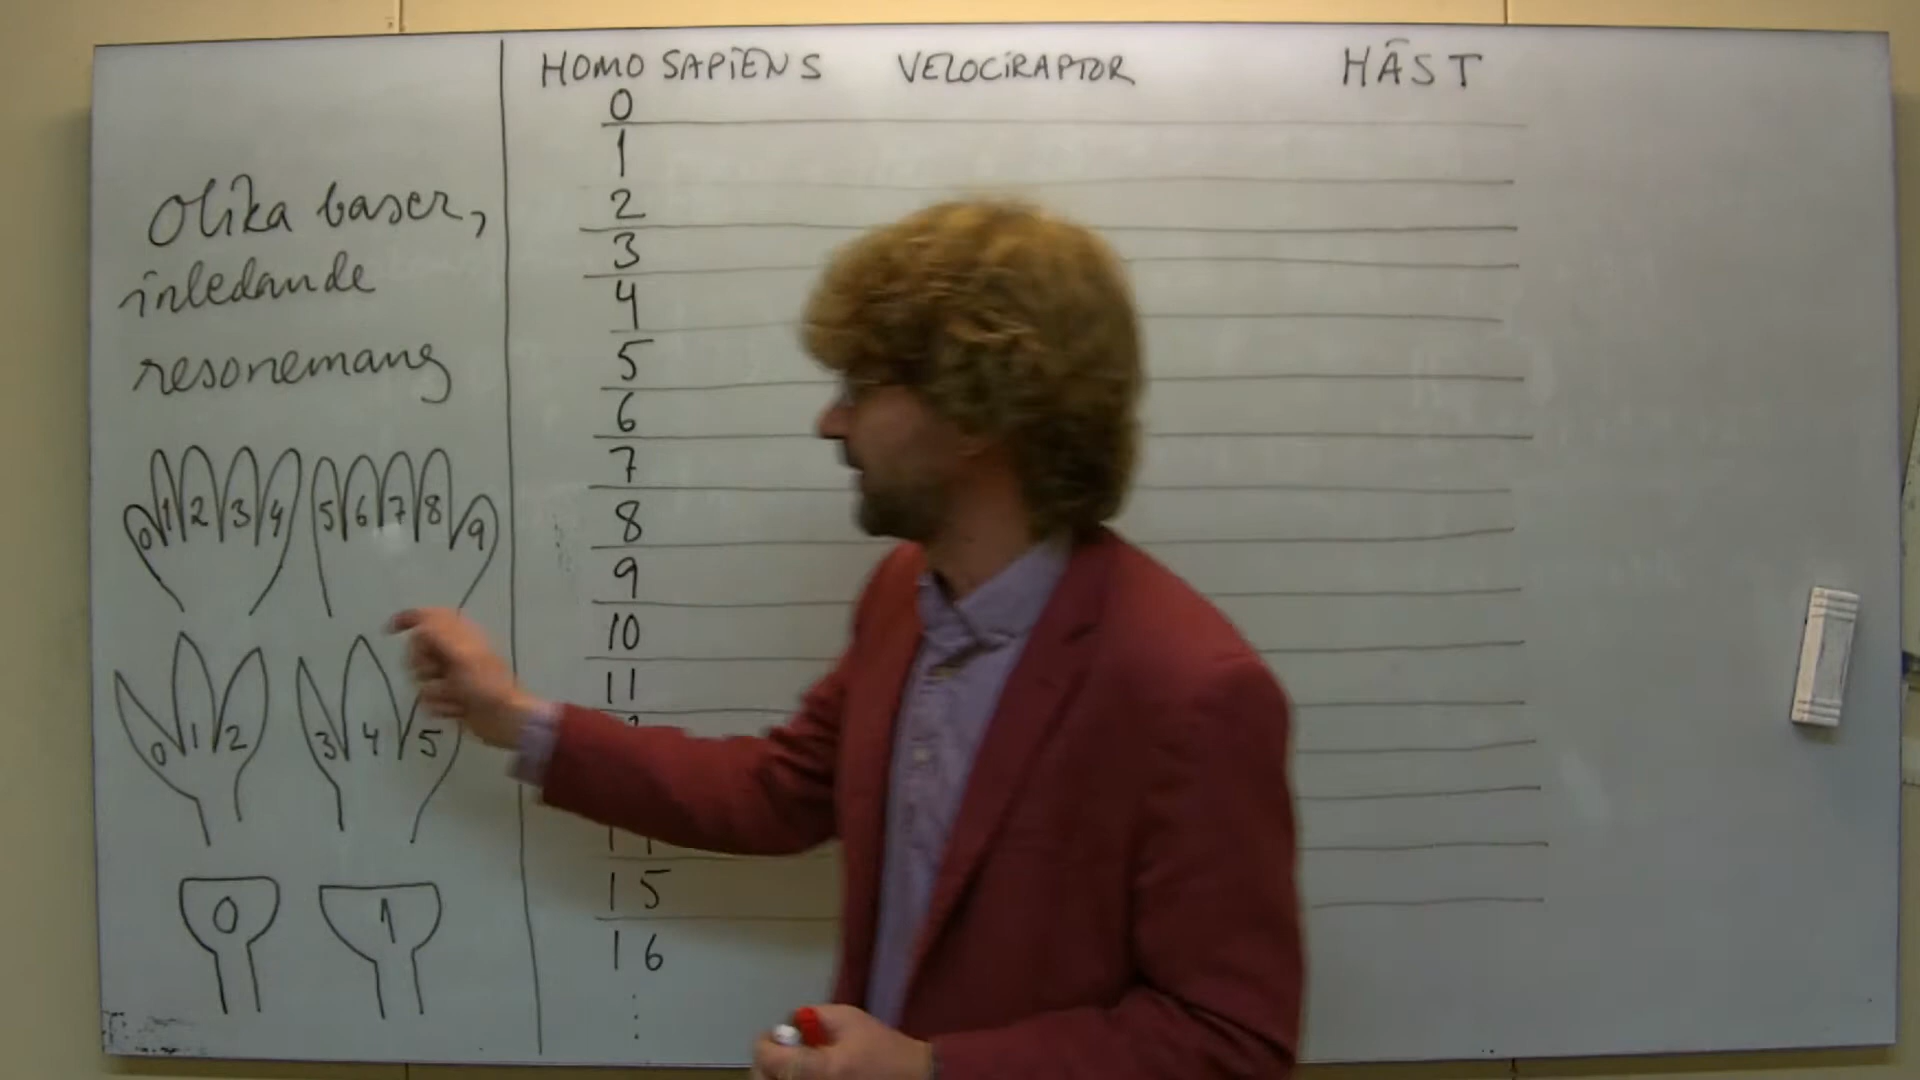 HOMO SAPIENS VELOCIRAPTOR HÄST
0
1
2
3
4
5
6
7
8
9
10
11
15
16
Olika baser,
inledande
resonemang
0 1 2 3 4 5 6 7 8 9
0 1 2 3 4 5
0 1